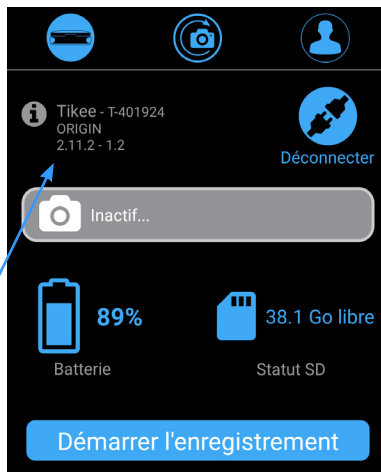 Tikee - T-401924
ORIGIN
2.11.2 - 1.2
Déconnecter
Inactif...
89%
38.1 Go libre
Batterie
Statut SD
Démarrer l'enregistrement